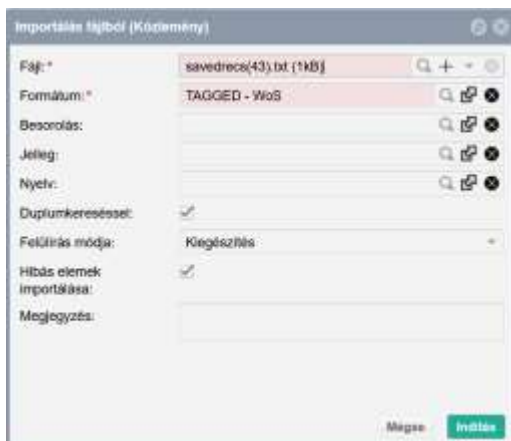 Importálás fájlból (Közlemény)
Fájl:* savedrecs(43).txt (1kB)
Formátum:* TAGGED - WoS
Besorolás:
Jelleg:
Nyelv:
Duplumkereséssel:
Felülírás módja: Kiegészítés
Hibás elemek
importálása:
Megjegyzés:
Mégse Indítás